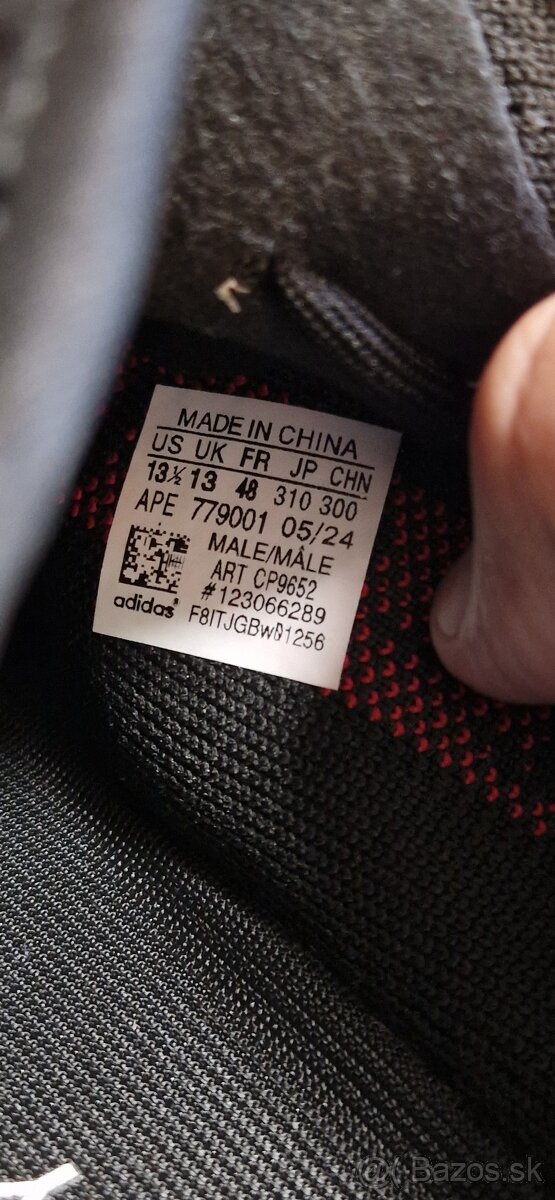 MADE IN CHINA
US UK FR JP CHN
13½ 13 48 310 300
APE 779001 05/24
MALE/MÂLE
ART CP9652
#123066289
adidas® F8ITJGBw01256
Bazos.sk